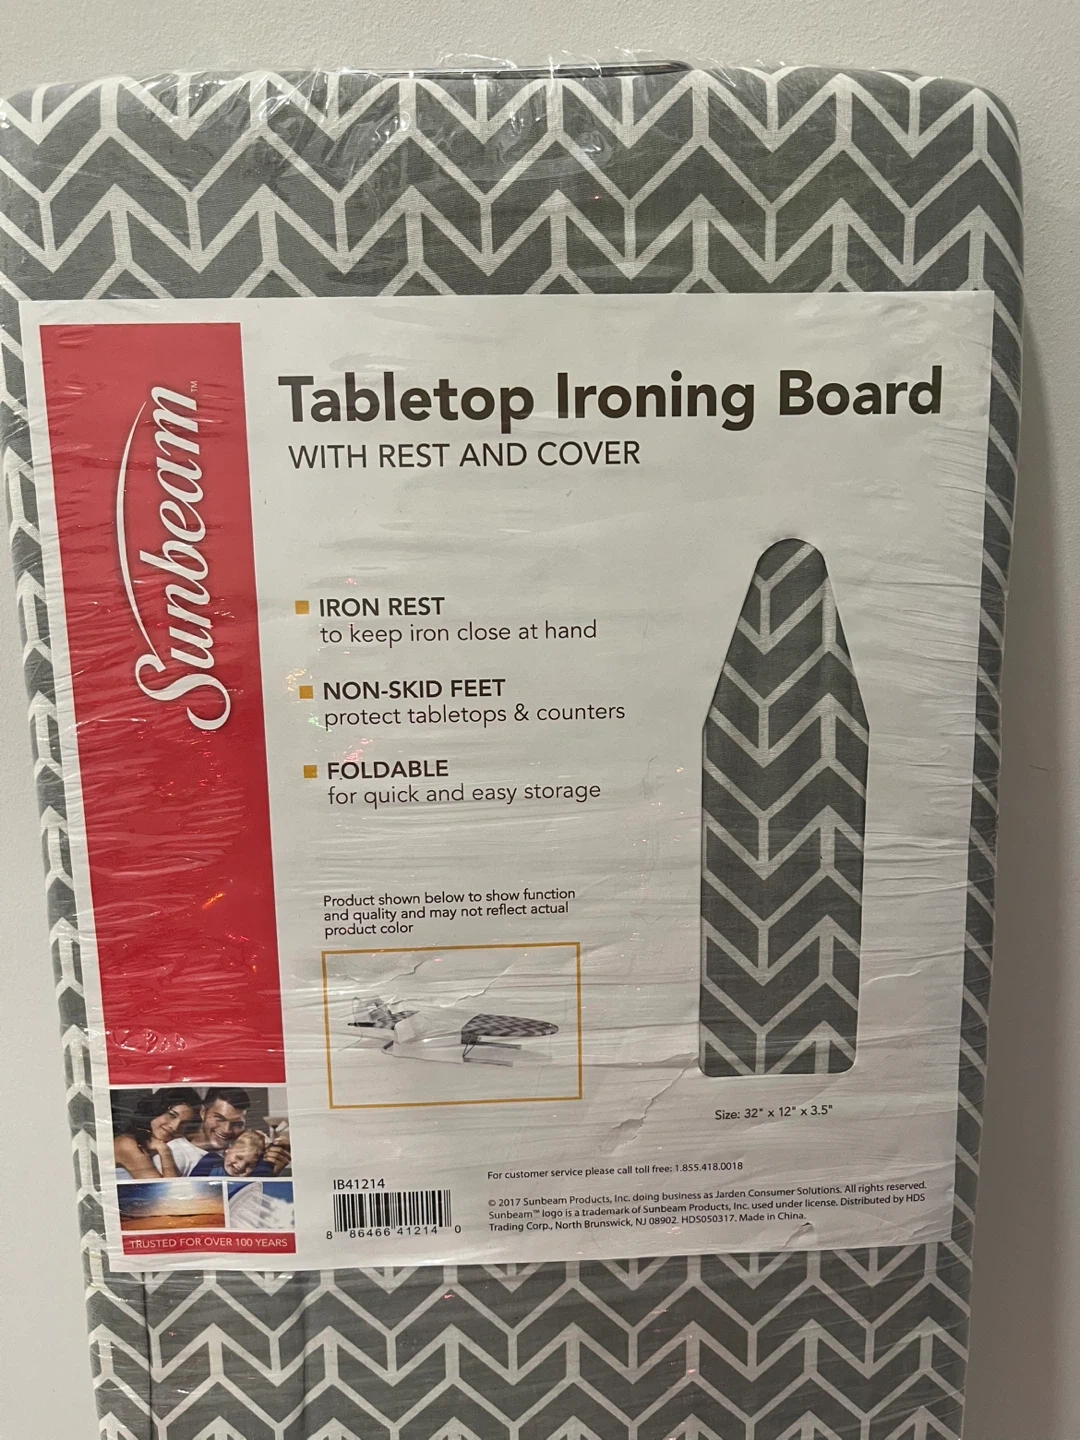 Sunbeam™
Tabletop Ironing Board
WITH REST AND COVER
IRON REST
to keep iron close at hand
NON-SKID FEET
protect tabletops & counters
FOLDABLE
for quick and easy storage
Product shown below to show function
and quality and may not reflect actual
product color
Size: 32" x 12" x 3.5"
TRUSTED FOR OVER 100 YEARS
IB41214
8 86466 41214 0
For customer service please call toll free: 1.855.418.0018
© 2017 Sunbeam Products, Inc. doing business as Jarden Consumer Solutions. All rights reserved.
Sunbeam™ logo is a trademark of Sunbeam Products, Inc. used under license. Distributed by HDS
Trading Corp., North Brunswick, NJ 08902. HDS050317. Made in China.